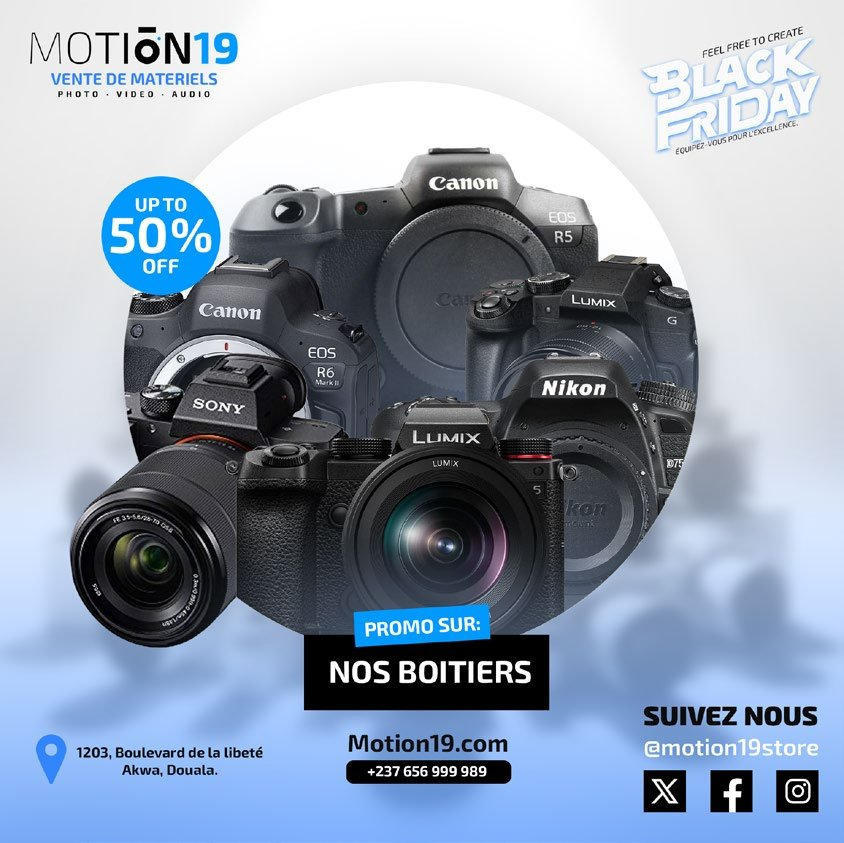 MOTION19
VENTE DE MATERIELS
PHOTO · VIDEO · AUDIO
FEEL FREE TO CREATE
BLACK
FRIDAY
ÉQUIPEZ-VOUS POUR L'EXCELLENCE.
UP TO
50%
OFF
Canon
EOS
R5
Canon
EOS
R6
Mark II
LUMIX
G
SONY
Nikon
LUMIX
LUMIX
S
PROMO SUR:
NOS BOITIERS
1203, Boulevard de la libeté
Akwa, Douala.
Motion19.com
+237 656 999 989
SUIVEZ NOUS
@motion19store